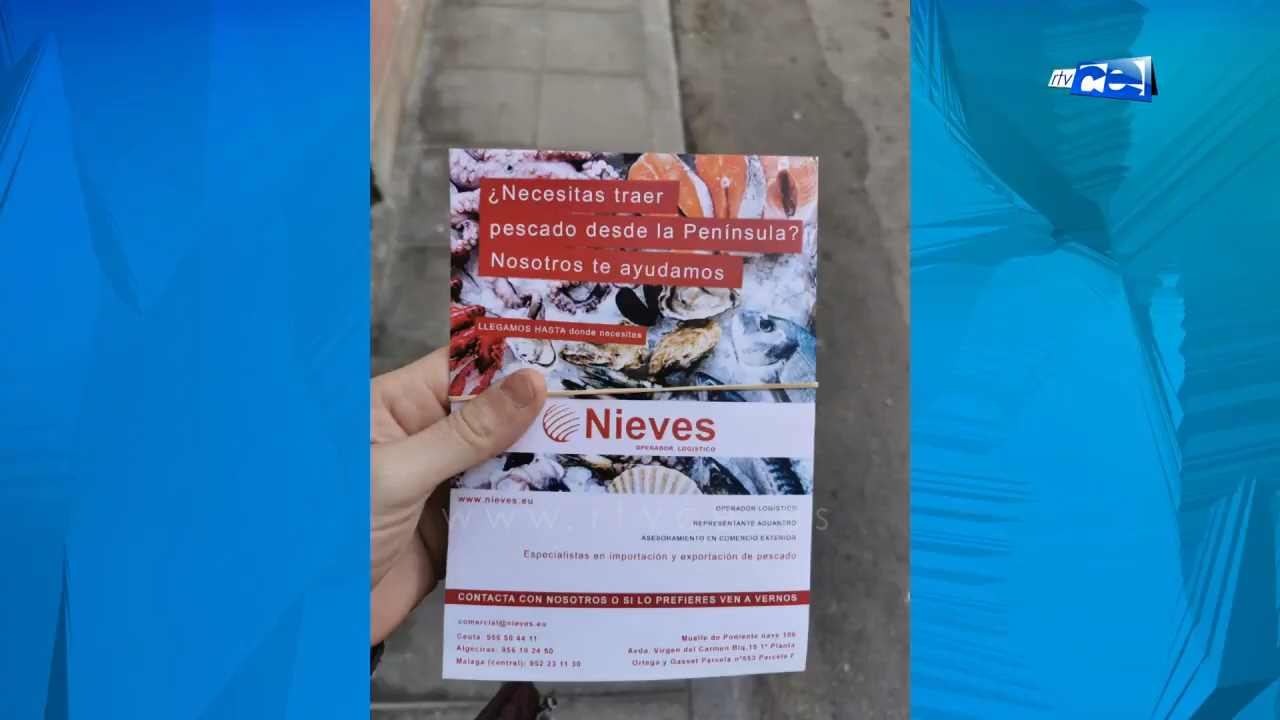 rtv ce
¿Necesitas traer
pescado desde la Península?
Nosotros te ayudamos
LLEGAMOS HASTA donde necesites
Nieves
OPERADOR LOGÍSTICO
www.nieves.eu
OPERADOR LOGÍSTICO
REPRESENTANTE ADUANERO
ASESORAMIENTO EN COMERCIO EXTERIOR
Especialistas en importación y exportación de pescado
CONTACTA CON NOSOTROS O SI LO PREFIERES VEN A VERNOS
comercial@nieves.eu
Ceuta: 956 50 44 11
Algeciras: 956 10 24 50
Málaga (central): 952 23 11 30
Muelle de Poniente nave 106
Avda. Virgen del Carmen Blq.15 1ª Planta
Ortega y Gasset Parcela nº553 Parcela F